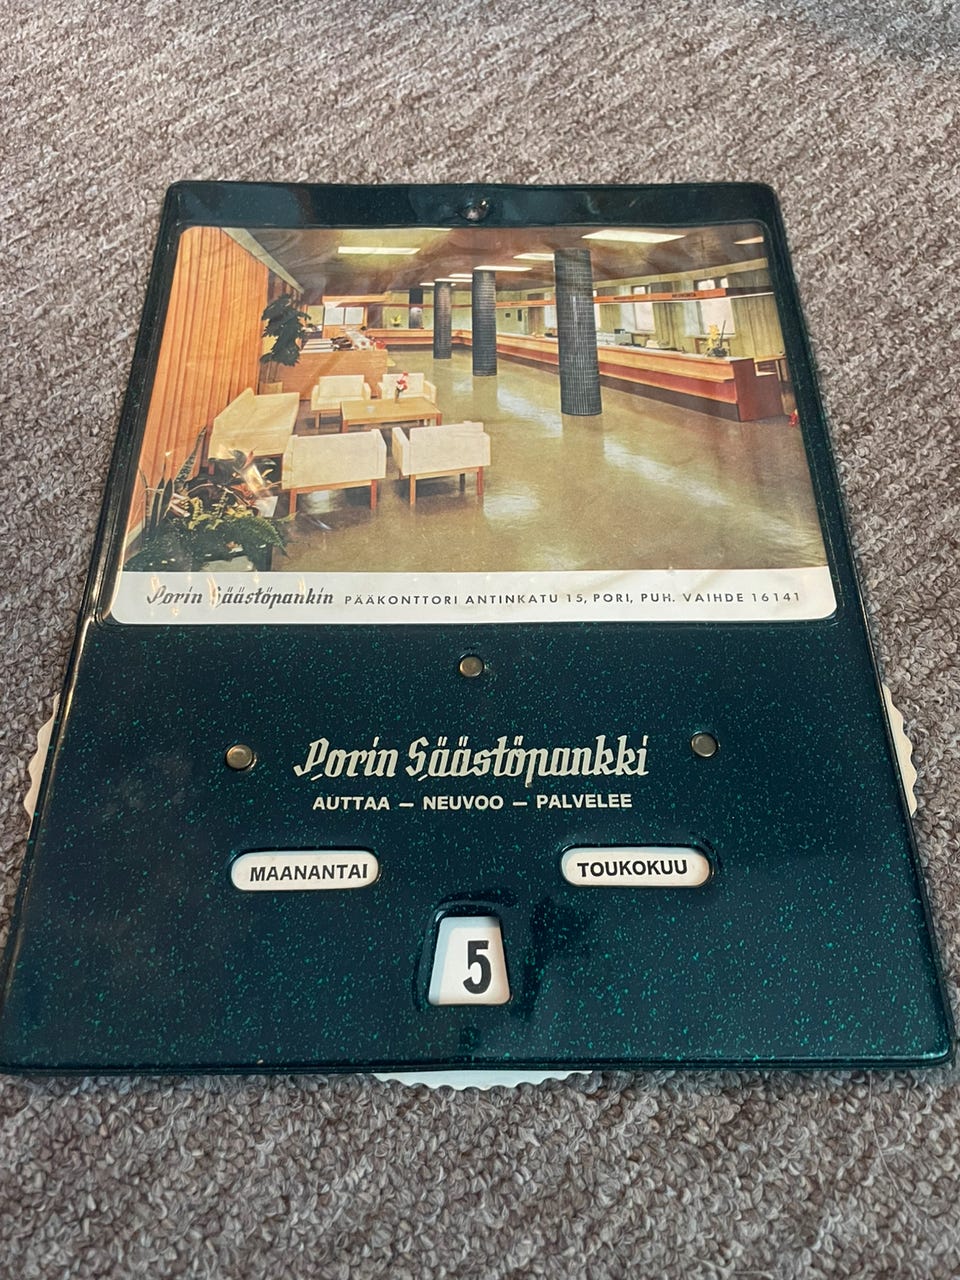 Porin Säästöpankin PÄÄKONTTORI ANTINKATU 15, PORI, PUH. VAIHDE 16141
Porin Säästöpankki
AUTTAA – NEUVOO – PALVELEE
MAANANTAI TOUKOKUU
5